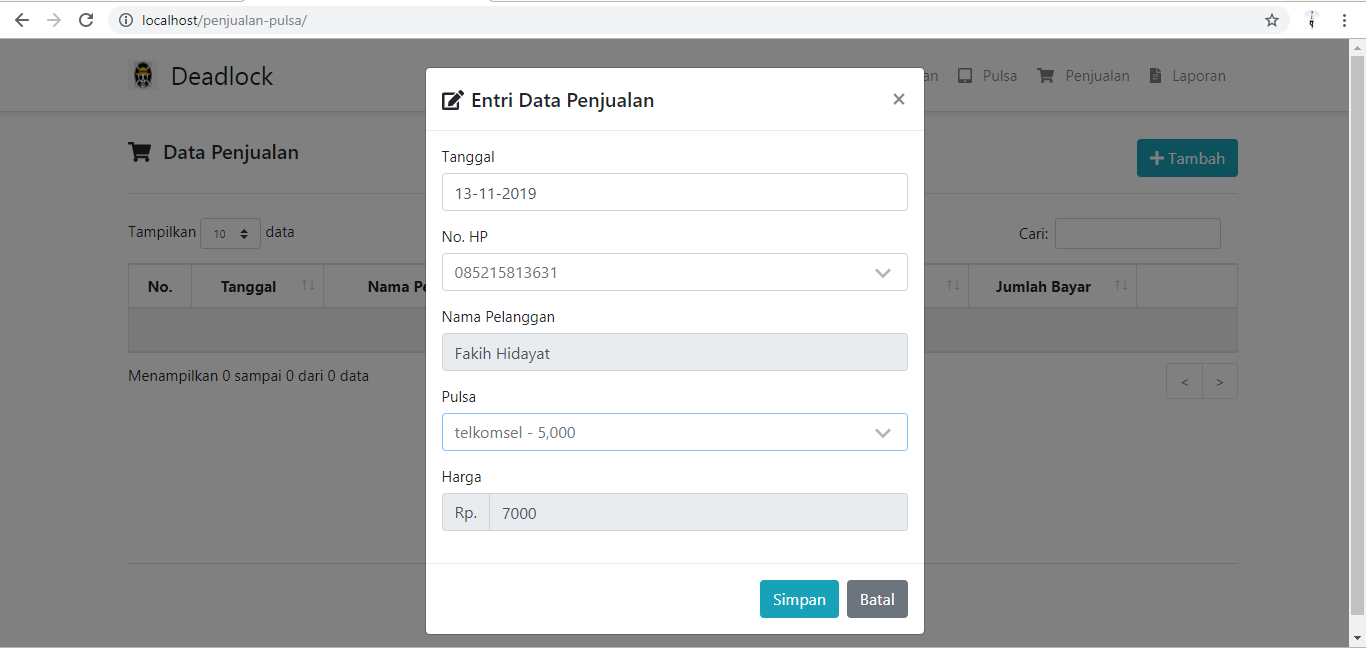 localhost/penjualan-pulsa/
Deadlock
an Pulsa Penjualan Laporan
Entri Data Penjualan ×
Data Penjualan
+ Tambah
Tanggal
13-11-2019
Tampilkan 10 data
Cari:
No. HP
085215813631
No. Tanggal Nama Pe Jumlah Bayar
Nama Pelanggan
Fakih Hidayat
Menampilkan 0 sampai 0 dari 0 data
< >
Pulsa
telkomsel - 5,000
Harga
Rp. 7000
Simpan Batal